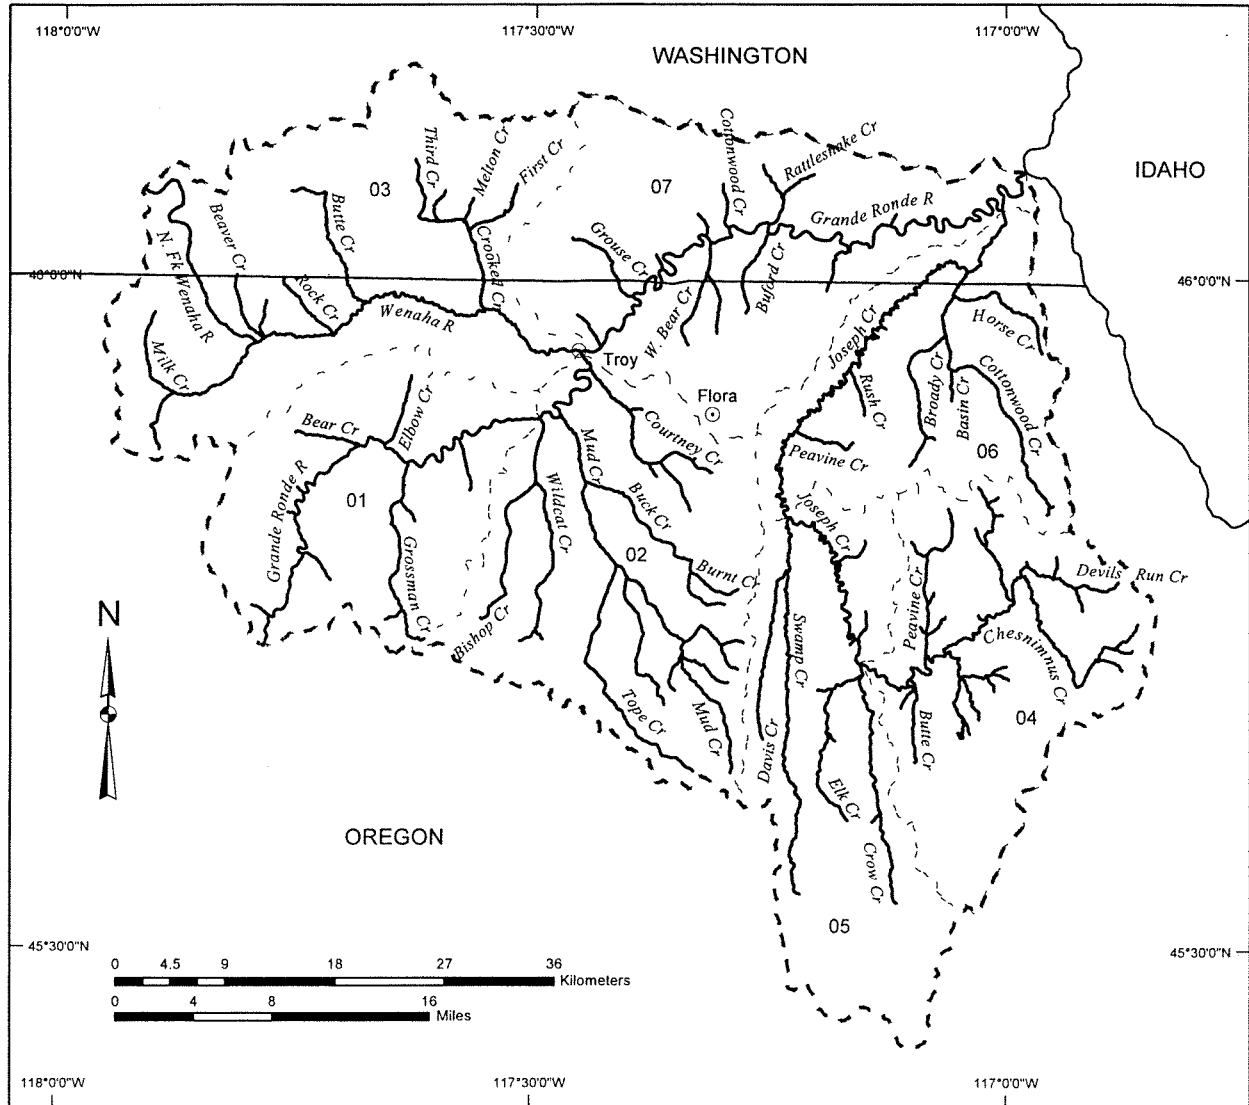 118°0'0"W
117°30'0"W
117°0'0"W
WASHINGTON
IDAHO
Third Cr
Melton Cr
First Cr
03
07
Cottonwood Cr
Rattleshake Cr
Grande Ronde R
Butte Cr
Beaver Cr
N. Fk Wenaha R
Rock Cr
Crooked Cr
Grouse Cr
W. Bear Cr
Buford Cr
46°0'0"N
46°0'0"N
Wenaha R
Milk Cr
Troy
Joseph Cr
Horse Cr
Rush Cr
Broady Cr
Basin Cr
Cottonwood Cr
Flora
Bear Cr
Elbow Cr
Courtney Cr
Peavine Cr
06
Mud Cr
Wildcat Cr
Buck Cr
Grande Ronde R
01
Joseph Cr
02
Grossman Cr
Burnt Cr
Peavine Cr
Devils Run Cr
N
Bishop Cr
Swamp Cr
Chesnimnus Cr
Tope Cr
Mud Cr
Davis Cr
Butte Cr
04
Elk Cr
Crow Cr
OREGON
05
45°30'0"N
45°30'0"N
0 4.5 9 18 27 36
Kilometers
0 4 8 16
Miles
118°0'0"W
117°30'0"W
117°0'0"W